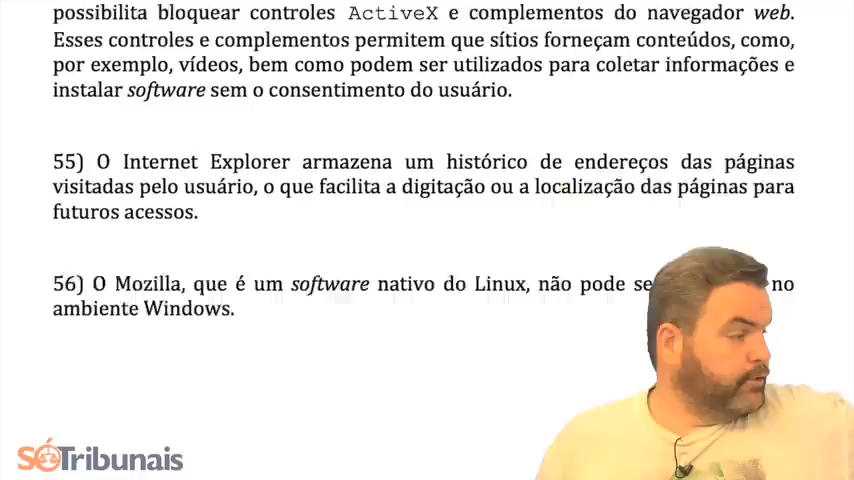 possibilita bloquear controles ActiveX e complementos do navegador web.
Esses controles e complementos permitem que sítios forneçam conteúdos, como,
por exemplo, vídeos, bem como podem ser utilizados para coletar informações e
instalar software sem o consentimento do usuário.
55) O Internet Explorer armazena um histórico de endereços das páginas
visitadas pelo usuário, o que facilita a digitação ou a localização das páginas para
futuros acessos.
56) O Mozilla, que é um software nativo do Linux, não pode no
ambiente Windows.
SÓTribunais